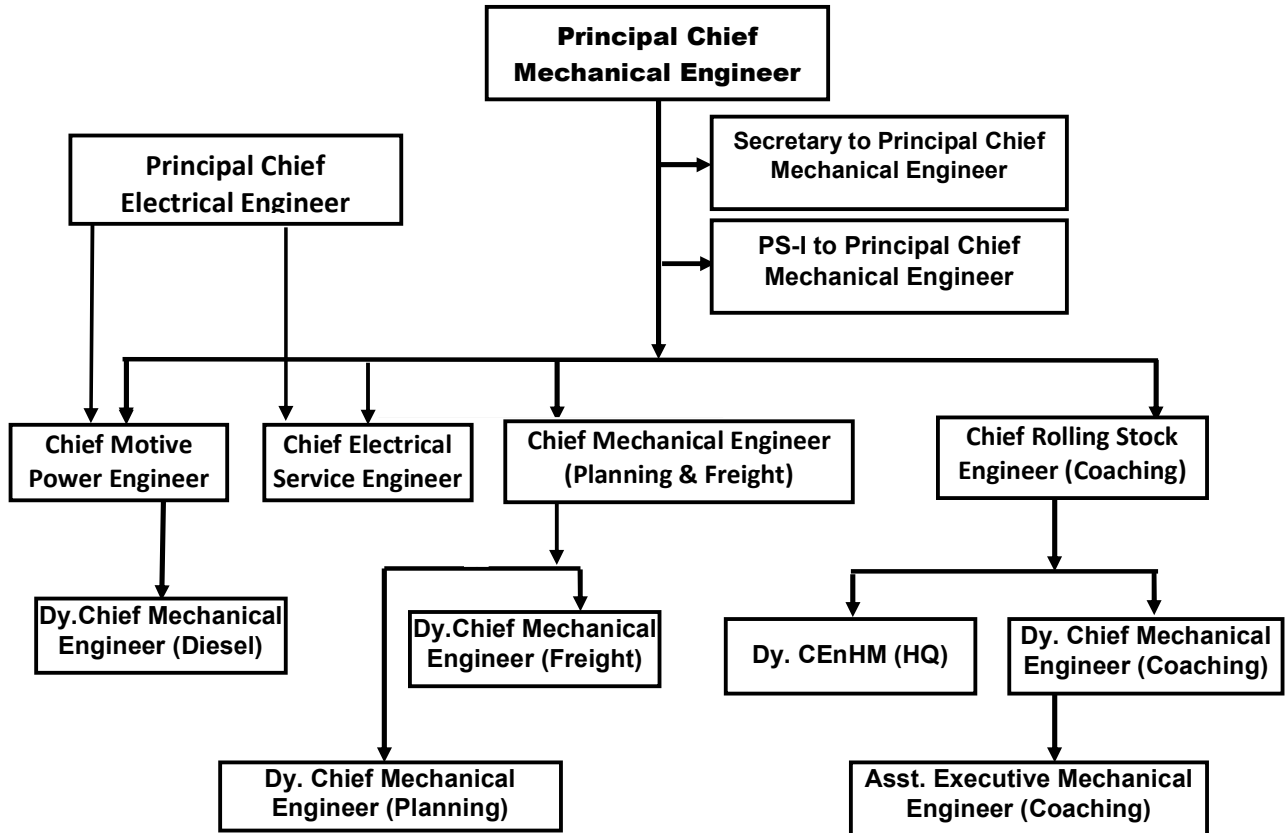 Principal Chief
Mechanical Engineer
Secretary to Principal Chief
Mechanical Engineer
Principal Chief
Electrical Engineer
PS-I to Principal Chief
Mechanical Engineer
Chief Motive
Power Engineer
Chief Electrical
Service Engineer
Chief Mechanical Engineer
(Planning & Freight)
Chief Rolling Stock
Engineer (Coaching)
Dy.Chief Mechanical
Engineer (Diesel)
Dy.Chief Mechanical
Engineer (Freight)
Dy. CEnHM (HQ)
Dy. Chief Mechanical
Engineer (Coaching)
Dy. Chief Mechanical
Engineer (Planning)
Asst. Executive Mechanical
Engineer (Coaching)